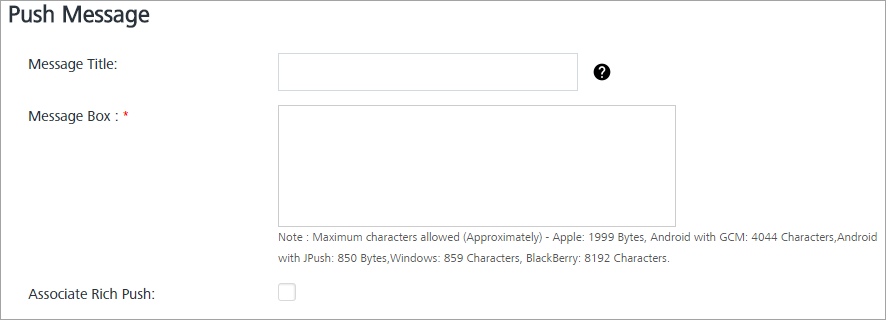 Push Message
Message Title:
?
Message Box : *
Note : Maximum characters allowed (Approximately) - Apple: 1999 Bytes, Android with GCM: 4044 Characters,Android
with JPush: 850 Bytes,Windows: 859 Characters, BlackBerry: 8192 Characters.
Associate Rich Push: